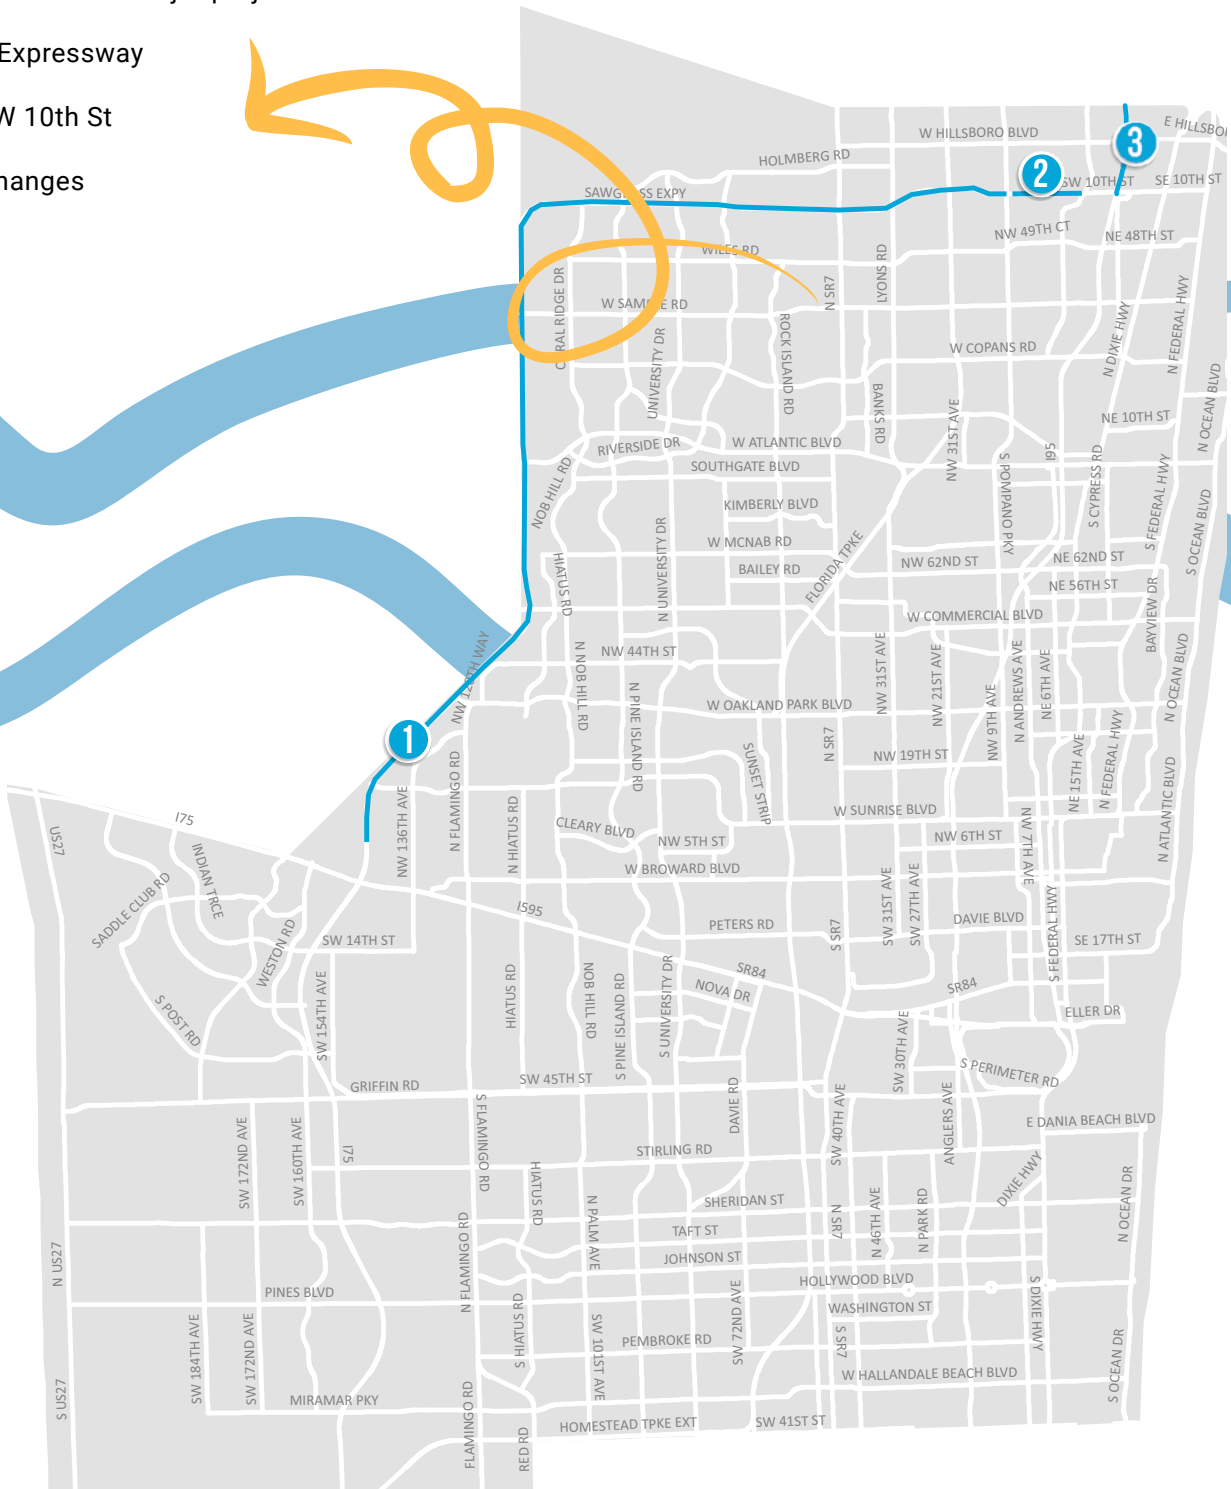 Expressway
W 10th St
hanges
E HILLSBO
W HILLSBORO BLVD
3
HOLMBERG RD
2
SW 10TH ST
SE 10TH ST
SAWGRASS EXPY
NW 49TH CT
NE 48TH ST
WILES RD
LYONS RD
N SR7
CORAL RIDGE DR
W SAMPLE RD
N FEDERAL HWY
N DIXIE HWY
ROCK ISLAND RD
UNIVERSITY DR
W COPANS RD
N OCEAN BLVD
BANKS RD
NW 31ST AVE
NE 10TH ST
RIVERSIDE DR
W ATLANTIC BLVD
I95
SOUTHGATE BLVD
NOB HILL RD
S POMPANO PKY
S CYPRESS RD
S FEDERAL HWY
KIMBERLY BLVD
S OCEAN BLVD
N UNIVERSITY DR
W MCNAB RD
FLORIDA TPKE
NW 62ND ST
NE 62ND ST
BAILEY RD
HIATUS RD
NE 56TH ST
W COMMERCIAL BLVD
BAYVIEW DR
NW 120TH WAY
N NOB HILL RD
NW 44TH ST
NW 31ST AVE
NW 21ST AVE
N ANDREWS AVE
NE 6TH AVE
N OCEAN BLVD
N PINE ISLAND RD
W OAKLAND PARK BLVD
NW 9TH AVE
1
N SR7
NW 19TH ST
SUNSET STRIP
NE 15TH AVE
N FEDERAL HWY
N FLAMINGO RD
N ATLANTIC BLVD
NW 136TH AVE
N HIATUS RD
W SUNRISE BLVD
I75
US27
CLEARY BLVD
NW 5TH ST
NW 6TH ST
NW 7TH AVE
W BROWARD BLVD
INDIAN TRCE
SADDLE CLUB RD
I595
SW 31ST AVE
SW 27TH AVE
PETERS RD
DAVIE BLVD
S SR7
S FEDERAL HWY
SW 14TH ST
SE 17TH ST
WESTON RD
SR84
NOVA DR
SR84
S POST RD
SW 154TH AVE
HIATUS RD
NOB HILL RD
S PINE ISLAND RD
S UNIVERSITY DR
ELLER DR
SW 30TH AVE
S PERIMETER RD
GRIFFIN RD
SW 45TH ST
DAVIE RD
SW 40TH AVE
ANGLERS AVE
E DANIA BEACH BLVD
S FLAMINGO RD
SW 172ND AVE
SW 160TH AVE
I75
STIRLING RD
HIATUS RD
DIXIE HWY
N OCEAN DR
SHERIDAN ST
N PALM AVE
N SR7
N 46TH AVE
N PARK RD
TAFT ST
N FLAMINGO RD
JOHNSON ST
N US27
HOLLYWOOD BLVD
PINES BLVD
WASHINGTON ST
S DIXIE HWY
SW 72ND AVE
S HIATUS RD
SW 184TH AVE
SW 172ND AVE
SW 101ST AVE
PEMBROKE RD
S SR7
S OCEAN DR
W HALLANDALE BEACH BLVD
S US27
MIRAMAR PKY
FLAMINGO RD
HOMESTEAD TPKE EXT
SW 41ST ST
RED RD